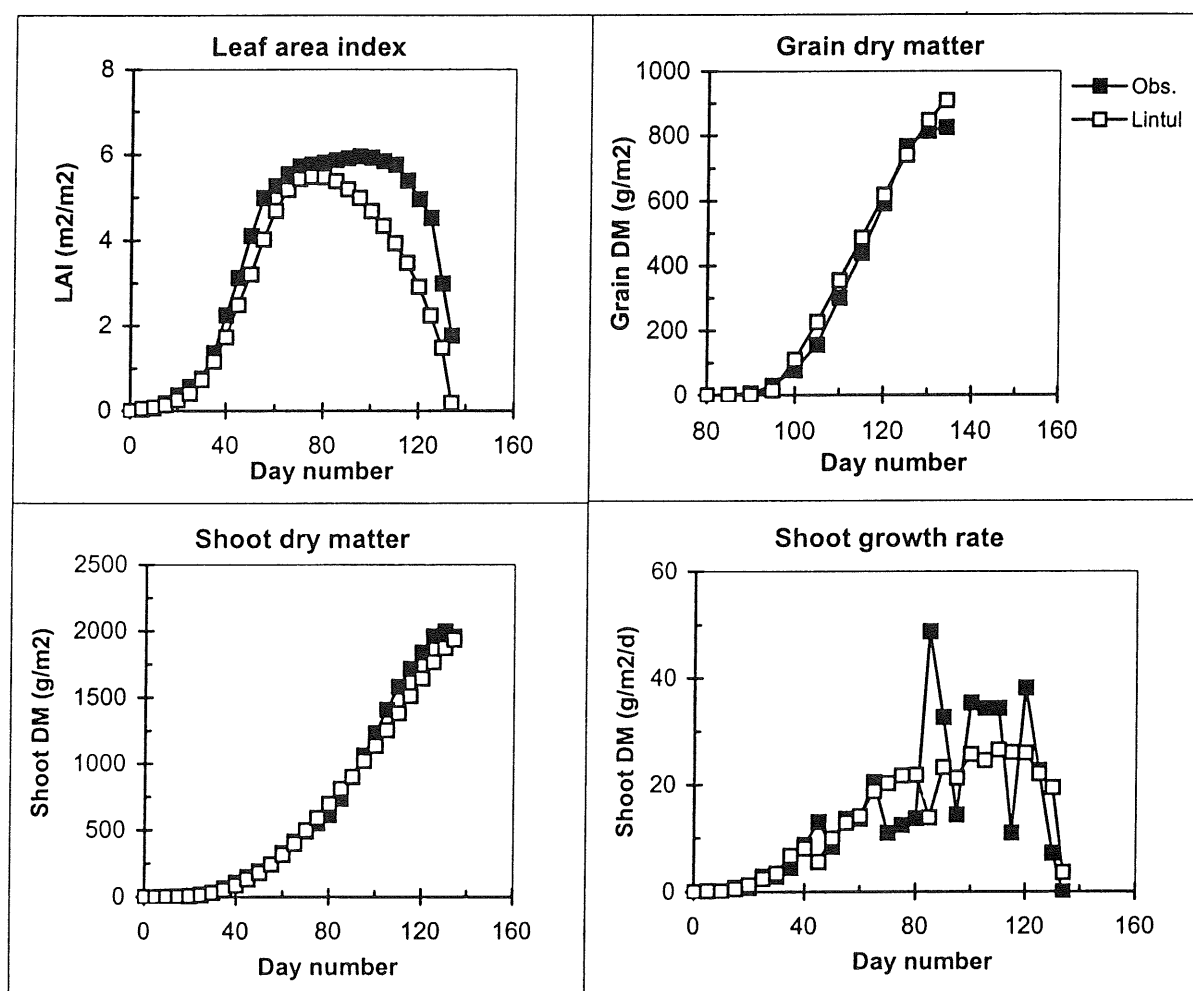 Leaf area index
8
6
4
2
0
LAI (m2/m2)
0 40 80 120 160
Day number
Grain dry matter
1000
800
600
400
200
0
Grain DM (g/m2)
80 100 120 140 160
Day number
Obs.
Lintul
Shoot dry matter
2500
2000
1500
1000
500
0
Shoot DM (g/m2)
0 40 80 120 160
Day number
Shoot growth rate
60
40
20
0
Shoot DM (g/m2/d)
0 40 80 120 160
Day number